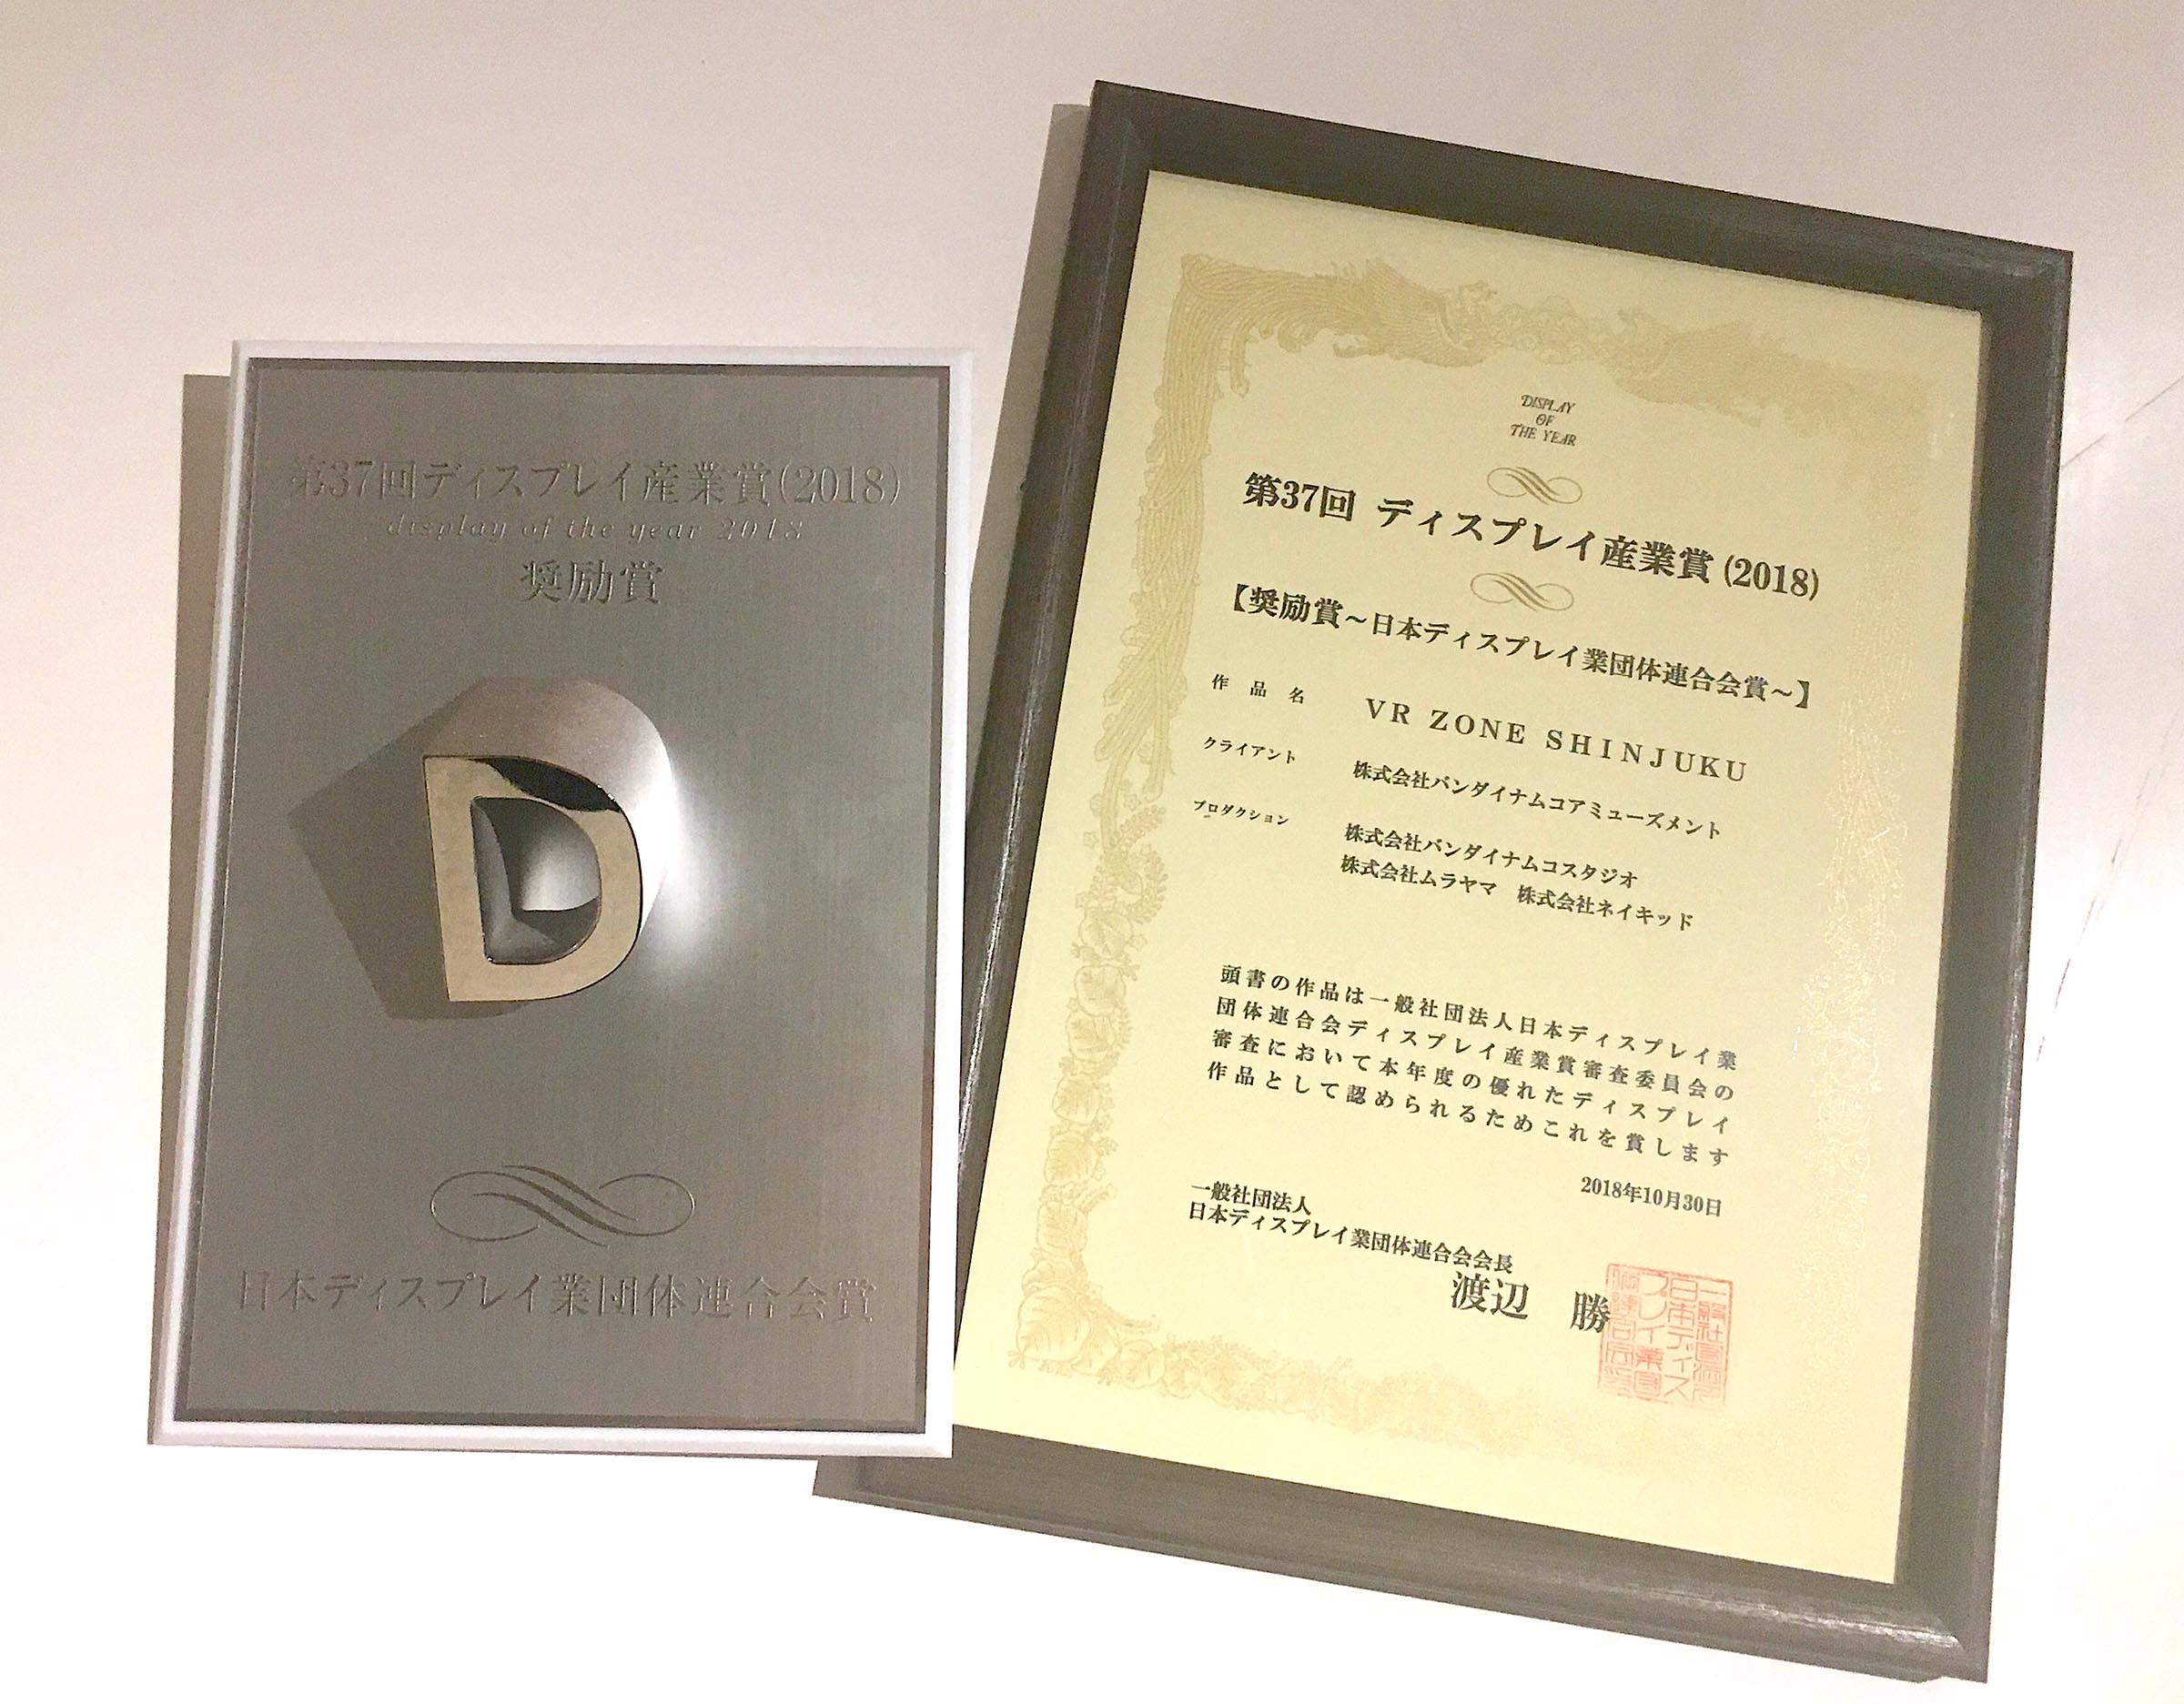 第37回ディスプレイ産業賞(2018)
display of the year 2018
奨励賞
D
日本ディスプレイ業団体連合会賞
DISPLAY
OF
THE YEAR
第37回 ディスプレイ産業賞(2018)
【奨励賞～日本ディスプレイ業団体連合会賞～】
作品名 VR ZONE SHINJUKU
クライアント 株式会社バンダイナムコアミューズメント
プロダクション 株式会社バンダイナムコスタジオ
株式会社ムラヤマ 株式会社ネイキッド
頭書の作品は一般社団法人日本ディスプレイ業
団体連合会ディスプレイ産業賞審査委員会の
審査において本年度の優れたディスプレイ
作品として認められるためこれを賞します
2018年10月30日
一般社団法人
日本ディスプレイ業団体連合会会長
渡辺 勝